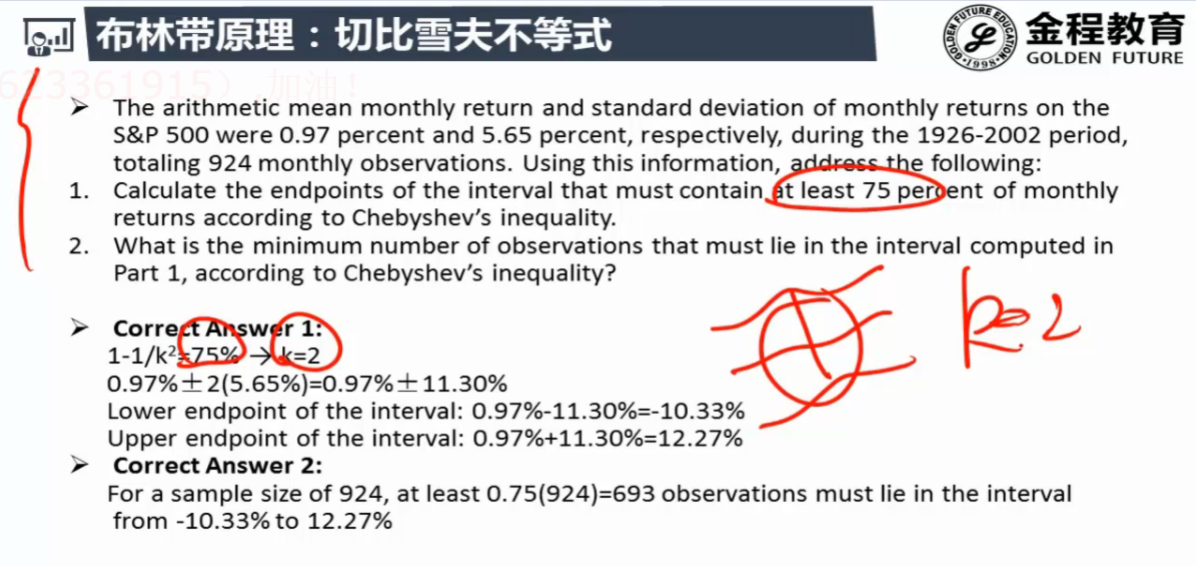 布林带原理：切比雪夫不等式
GOLDEN FUTURE EDUCATION
·1998·
金程教育
GOLDEN FUTURE
623361915）,加油！
➢ The arithmetic mean monthly return and standard deviation of monthly returns on the
S&P 500 were 0.97 percent and 5.65 percent, respectively, during the 1926-2002 period,
totaling 924 monthly observations. Using this information, address the following:
1. Calculate the endpoints of the interval that must contain at least 75 percent of monthly
returns according to Chebyshev’s inequality.
2. What is the minimum number of observations that must lie in the interval computed in
Part 1, according to Chebyshev’s inequality?
➢ Correct Answer 1:
1-1/k²=75% →k=2
k=2
0.97%±2(5.65%)=0.97%±11.30%
Lower endpoint of the interval: 0.97%-11.30%=-10.33%
Upper endpoint of the interval: 0.97%+11.30%=12.27%
➢ Correct Answer 2:
For a sample size of 924, at least 0.75(924)=693 observations must lie in the interval
from -10.33% to 12.27%